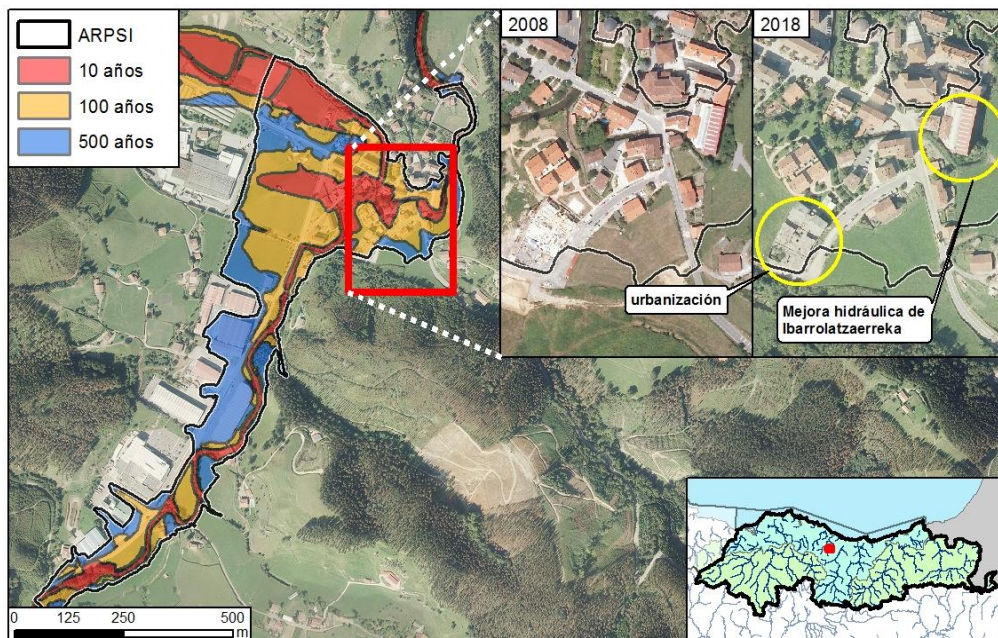 ARPSI
10 años
100 años
500 años
2008
2018
urbanización
Mejora hidráulica de
Ibarrolatzaerreka
0 125 250 500
m